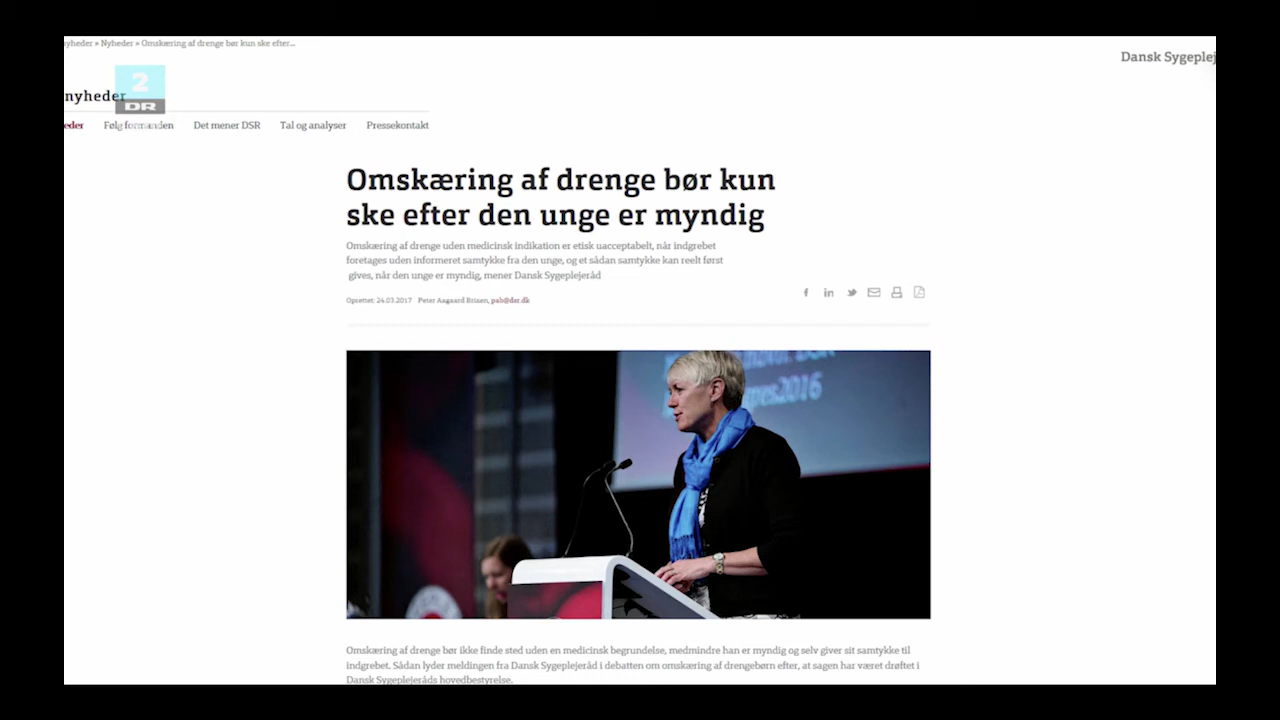 nyheder » Nyheder » Omskæring af drenge bør kun ske efter...
Dansk Sygeplej
2
DR
nyheder
eder Følg formanden Det mener DSR Tal og analyser Pressekontakt
Omskæring af drenge bør kun
ske efter den unge er myndig
Omskæring af drenge uden medicinsk indikation er etisk uacceptabelt, når indgrebet
foretages uden informeret samtykke fra den unge, og et sådan samtykke kan reelt først
gives, når den unge er myndig, mener Dansk Sygeplejeråd
Oprettet: 24.03.2017 Peter Aagaard Brixen, pab@dsr.dk
f in
2016
Omskæring af drenge bør ikke finde sted uden en medicinsk begrundelse, medmindre han er myndig og selv giver sit samtykke til
indgrebet. Sådan lyder meldingen fra Dansk Sygeplejeråd i debatten om omskæring af drengebørn efter, at sagen har været drøftet i
Dansk Sygeplejeråds hovedbestyrelse.